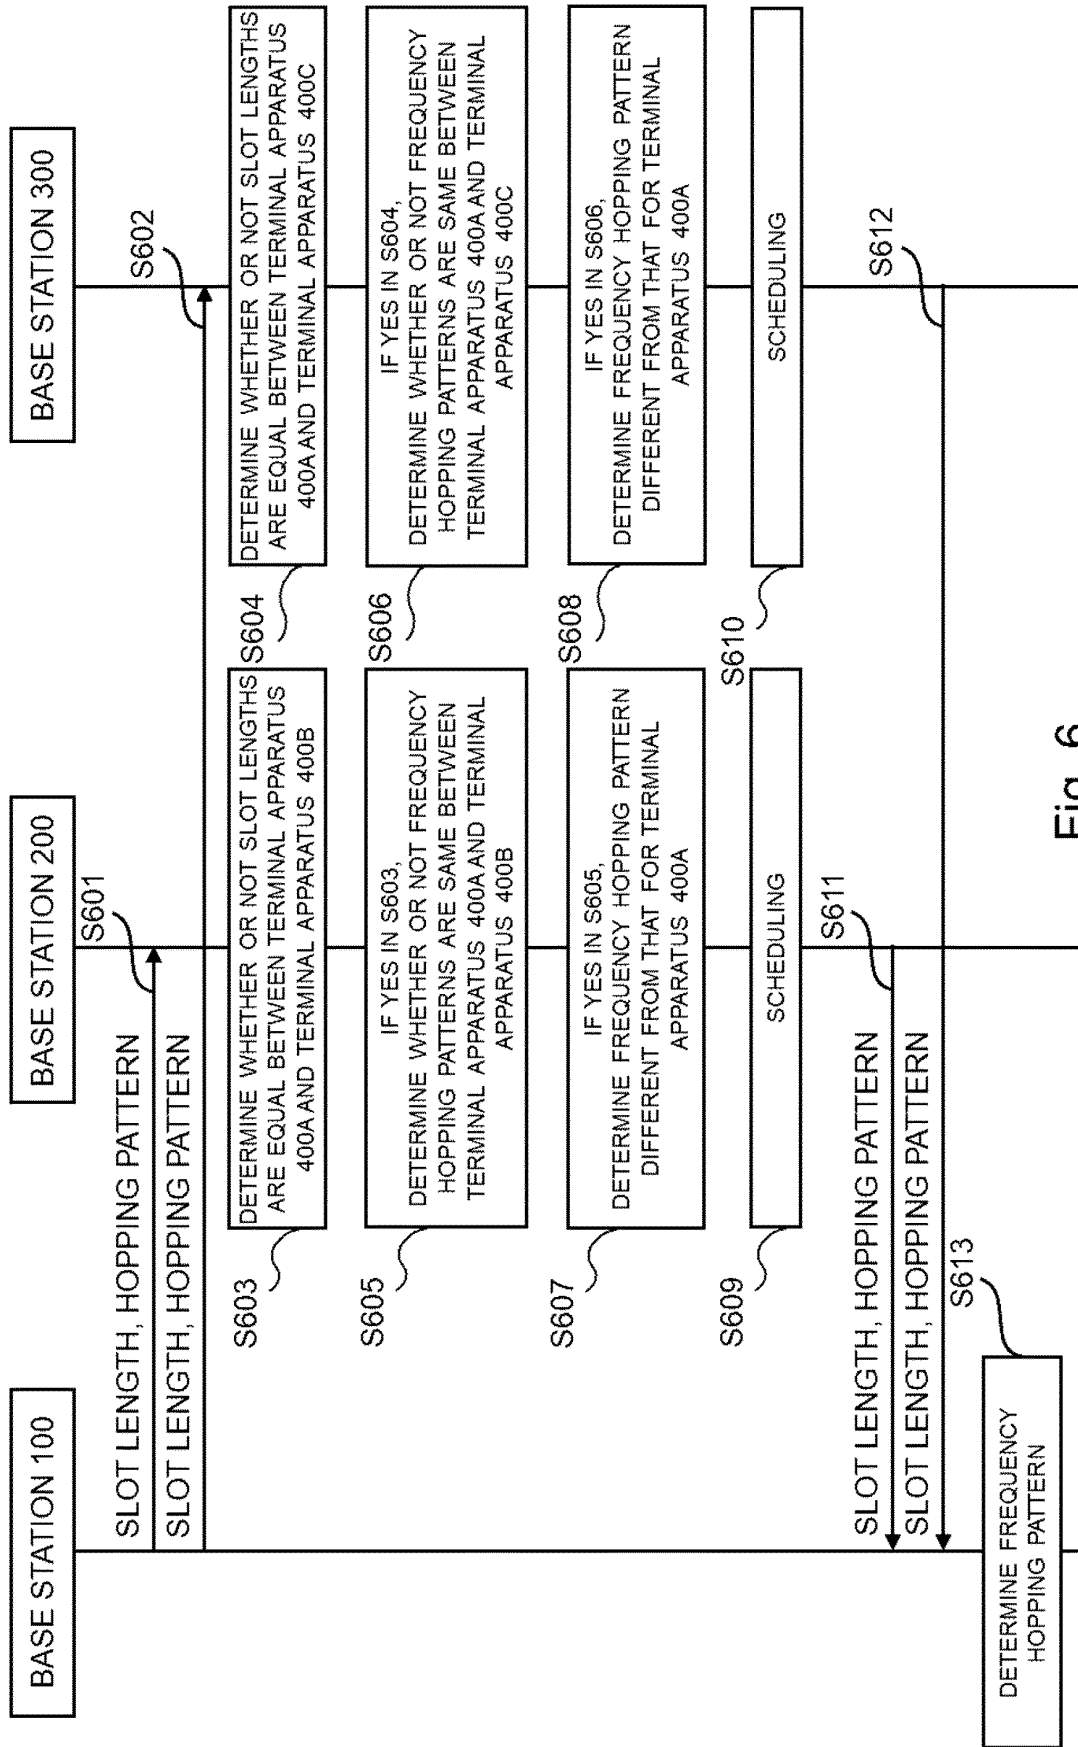 BASE STATION 100
BASE STATION 200
BASE STATION 300
S601
S602
SLOT LENGTH, HOPPING PATTERN
SLOT LENGTH, HOPPING PATTERN
S603
DETERMINE WHETHER OR NOT SLOT LENGTHS
ARE EQUAL BETWEEN TERMINAL APPARATUS
400A AND TERMINAL APPARATUS 400B
S604
DETERMINE WHETHER OR NOT SLOT LENGTHS
ARE EQUAL BETWEEN TERMINAL APPARATUS
400A AND TERMINAL APPARATUS 400C
S605
IF YES IN S603,
DETERMINE WHETHER OR NOT FREQUENCY
HOPPING PATTERNS ARE SAME BETWEEN
TERMINAL APPARATUS 400A AND TERMINAL
APPARATUS 400B
S606
IF YES IN S604,
DETERMINE WHETHER OR NOT FREQUENCY
HOPPING PATTERNS ARE SAME BETWEEN
TERMINAL APPARATUS 400A AND TERMINAL
APPARATUS 400C
S607
IF YES IN S605,
DETERMINE FREQUENCY HOPPING PATTERN
DIFFERENT FROM THAT FOR TERMINAL
APPARATUS 400A
S608
IF YES IN S606,
DETERMINE FREQUENCY HOPPING PATTERN
DIFFERENT FROM THAT FOR TERMINAL
APPARATUS 400A
S609
SCHEDULING
S610
SCHEDULING
S611
SLOT LENGTH, HOPPING PATTERN
S612
SLOT LENGTH, HOPPING PATTERN
S613
DETERMINE FREQUENCY
HOPPING PATTERN
Fig. 6